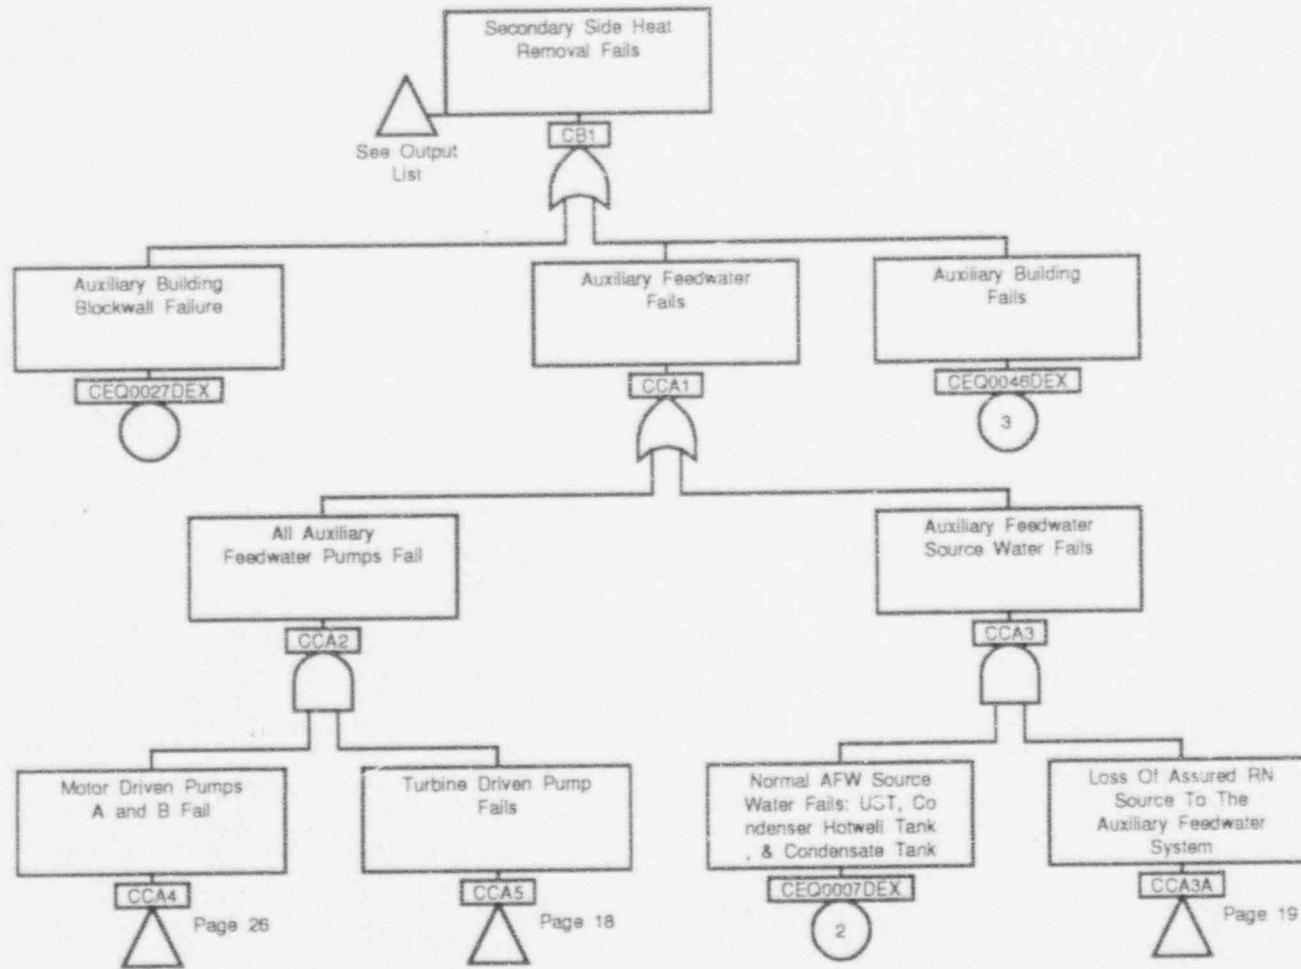 Secondary Side Heat
Removal Fails
CB1
See Output
List
Auxiliary Building
Blockwall Failure
CEQ0027DEX
Auxiliary Feedwater
Fails
CCA1
Auxiliary Building
Fails
CEQ0046DEX
3
All Auxiliary
Feedwater Pumps Fail
CCA2
Auxiliary Feedwater
Source Water Fails
CCA3
Motor Driven Pumps
A and B Fail
CCA4
Page 26
Turbine Driven Pump
Fails
CCA5
Page 18
Normal AFW Source
Water Fails: UST, Co
ndenser Hotwell Tank
, & Condensate Tank
CEQ0007DEX
2
Loss Of Assured RN
Source To The
Auxiliary Feedwater
System
CCA3A
Page 19